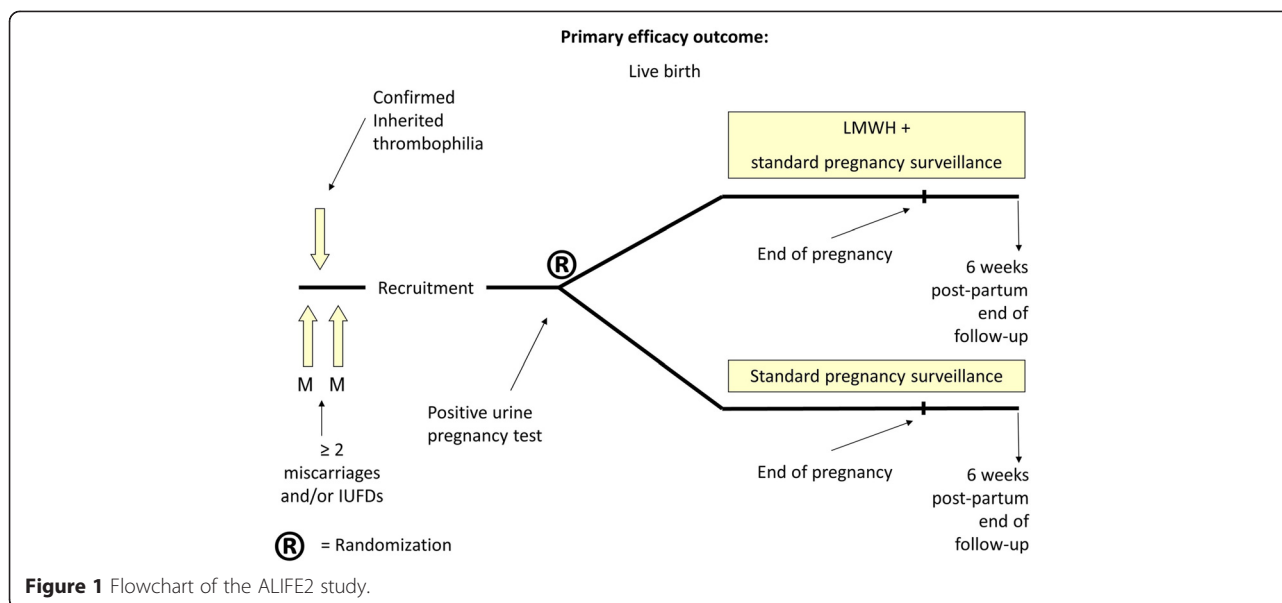 Primary efficacy outcome:
Live birth
Confirmed
Inherited
thrombophilia
LMWH +
standard pregnancy surveillance
End of pregnancy
6 weeks
post-partum
end of
follow-up
®
Recruitment
M M
≥ 2
miscarriages
and/or IUFDs
Positive urine
pregnancy test
Standard pregnancy surveillance
End of pregnancy
6 weeks
post-partum
end of
follow-up
® = Randomization
Figure 1 Flowchart of the ALIFE2 study.